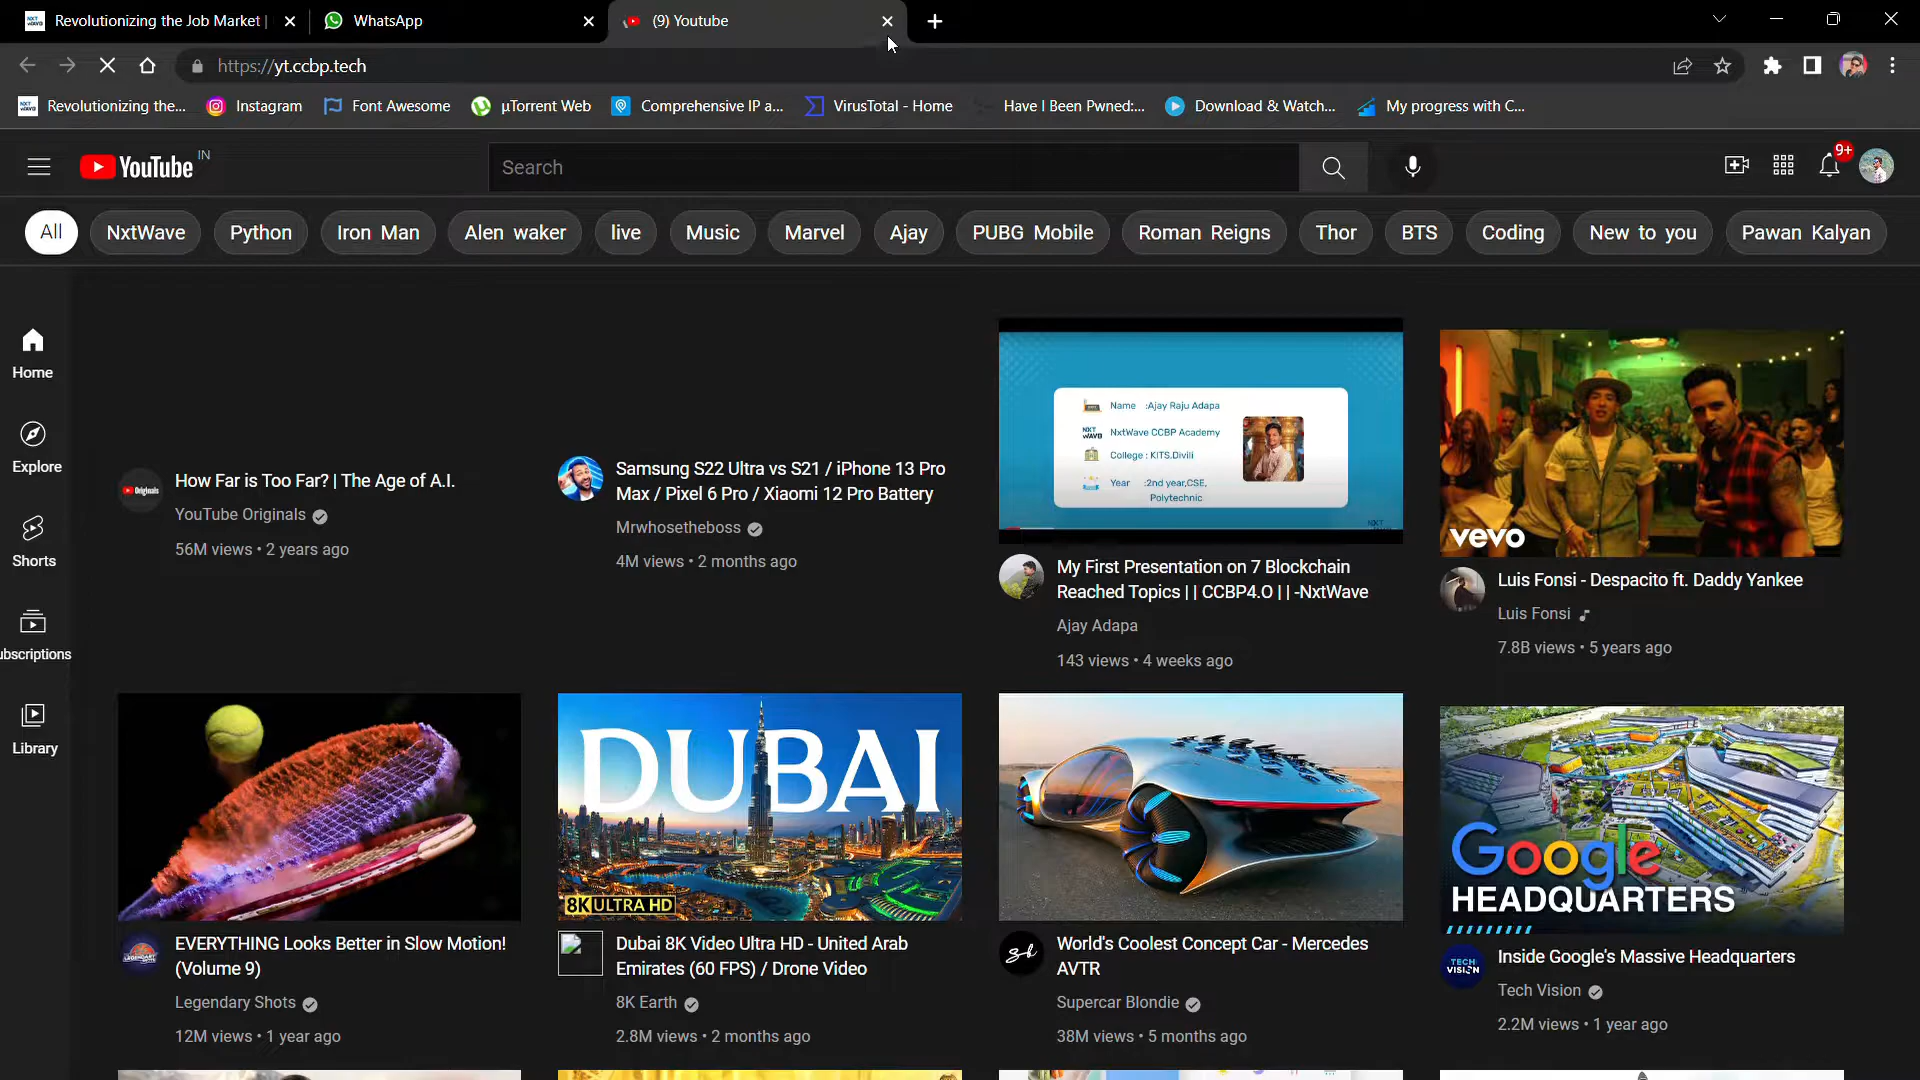 Revolutionizing the Job Market |
WhatsApp
(9) Youtube
https://yt.ccbp.tech
Revolutionizing the...
Instagram
Font Awesome
µTorrent Web
Comprehensive IP a...
VirusTotal - Home
Have I Been Pwned:...
Download & Watch...
My progress with C...
YouTube IN
Search
9+
All
NxtWave
Python
Iron Man
Alen waker
live
Music
Marvel
Ajay
PUBG Mobile
Roman Reigns
Thor
BTS
Coding
New to you
Pawan Kalyan
Home
Explore
Shorts
ubscriptions
Library
Originals
How Far is Too Far? | The Age of A.I.
YouTube Originals
56M views • 2 years ago
Samsung S22 Ultra vs S21 / iPhone 13 Pro
Max / Pixel 6 Pro / Xiaomi 12 Pro Battery
Mrwhosetheboss
4M views • 2 months ago
Name :Ajay Raju Adapa
NXT WAVE NxtWave CCBP Academy
College : KITS.Divili
Year :2nd year,CSE,
Polytechnic
My First Presentation on 7 Blockchain
Reached Topics | | CCBP4.O | | -NxtWave
Ajay Adapa
143 views • 4 weeks ago
vevo
Luis Fonsi - Despacito ft. Daddy Yankee
Luis Fonsi
7.8B views • 5 years ago
EVERYTHING Looks Better in Slow Motion!
(Volume 9)
Legendary Shots
12M views • 1 year ago
DUBAI
8K ULTRA HD
Dubai 8K Video Ultra HD - United Arab
Emirates (60 FPS) / Drone Video
8K Earth
2.8M views • 2 months ago
Sb
World's Coolest Concept Car - Mercedes
AVTR
Supercar Blondie
38M views • 5 months ago
Google
HEADQUARTERS
TECH
VISION
Inside Google's Massive Headquarters
Tech Vision
2.2M views • 1 year ago